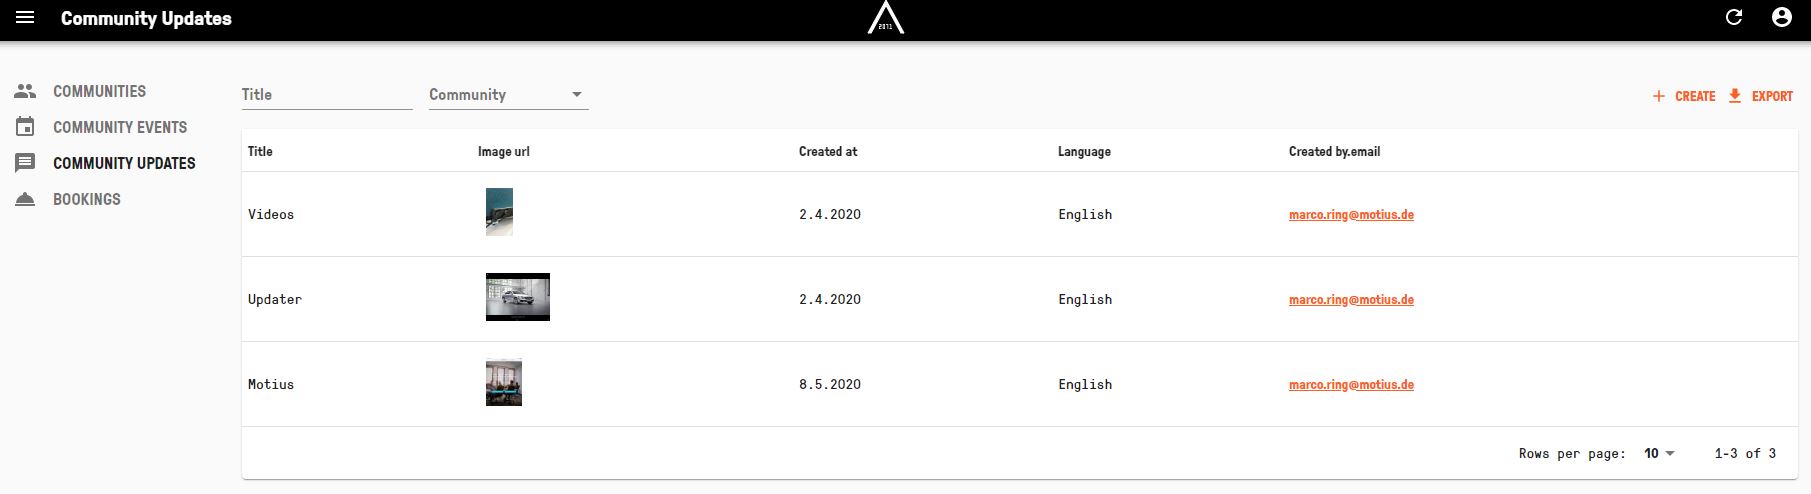 Community Updates
2071
COMMUNITIES
COMMUNITY EVENTS
COMMUNITY UPDATES
BOOKINGS
Title Community
CREATE EXPORT
Title Image url Created at Language Created by.email
Videos 2.4.2020 English marco.ring@motius.de
Updater 2.4.2020 English marco.ring@motius.de
Motius 8.5.2020 English marco.ring@motius.de
Rows per page: 10 1-3 of 3